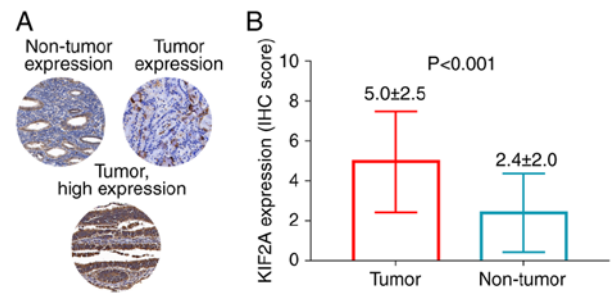 A
Non-tumor
expression
Tumor
expression
Tumor,
high expression
B
KIF2A expression (IHC score)
10
8
6
4
2
0
P<0.001
5.0±2.5
2.4±2.0
Tumor
Non-tumor